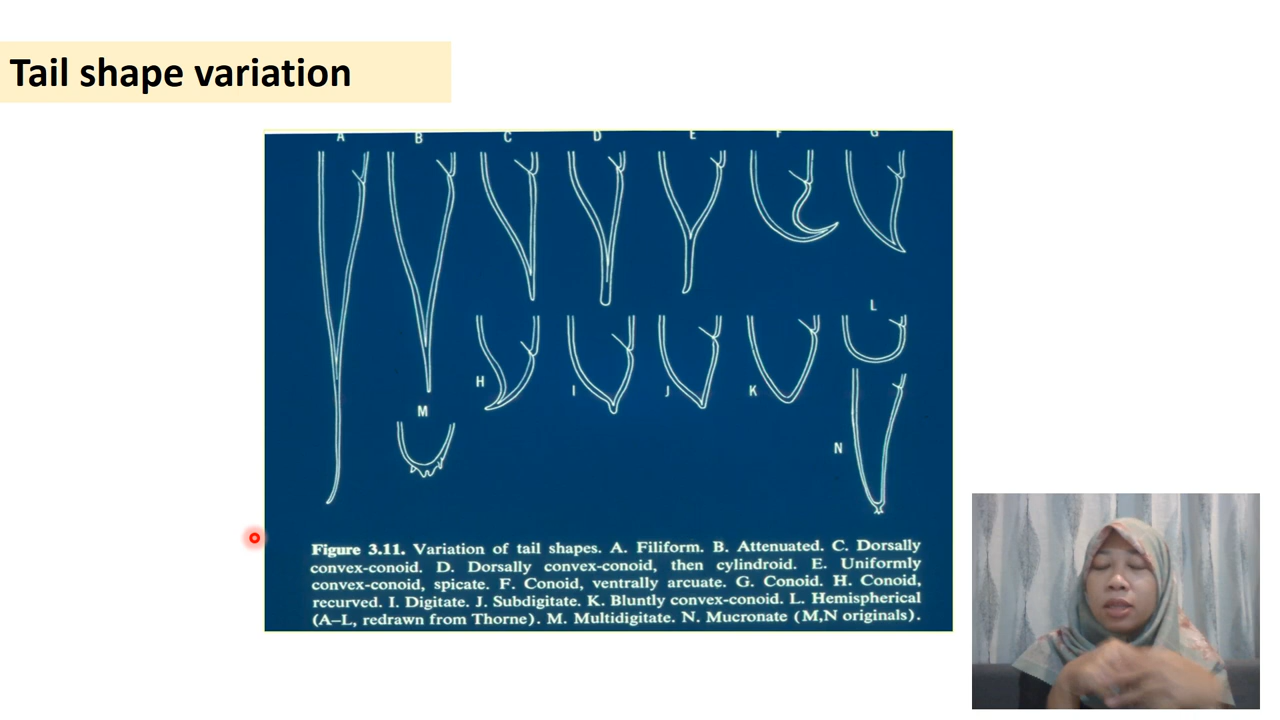 Tail shape variation
A B C D E F G
L
H I J K
M
N
Figure 3.11. Variation of tail shapes. A. Filiform. B. Attenuated. C. Dorsally
convex-conoid. D. Dorsally convex-conoid, then cylindroid. E. Uniformly
convex-conoid, spicate. F. Conoid, ventrally arcuate. G. Conoid. H. Conoid,
recurved. I. Digitate. J. Subdigitate. K. Bluntly convex-conoid. L. Hemispherical
(A–L, redrawn from Thorne). M. Multidigitate. N. Mucronate (M,N originals).